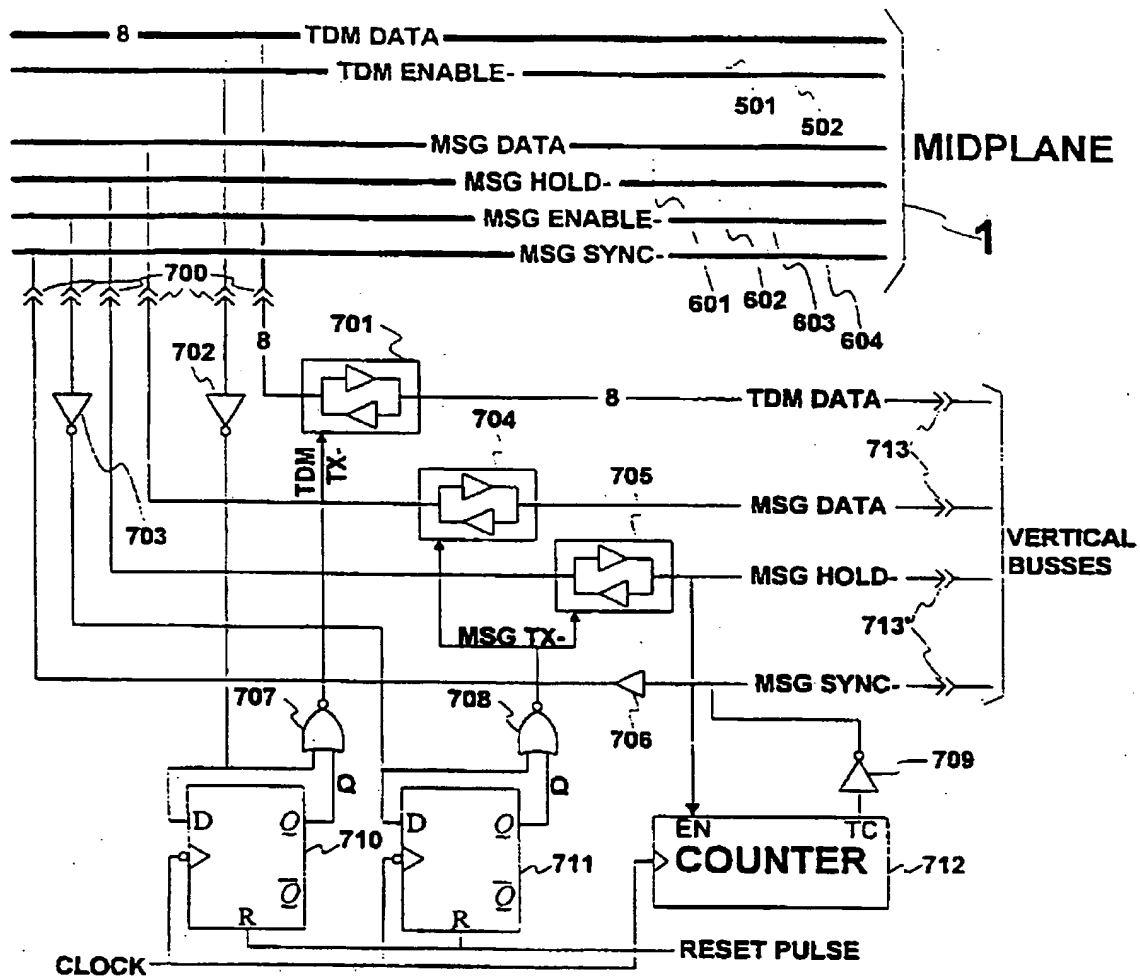 8 TDM DATA
TDM ENABLE-
501
502
MSG DATA
MIDPLANE
MSG HOLD-
MSG ENABLE-
MSG SYNC-
1
700
601
602
603
604
8
701
702
8
TDM DATA
704
713
TDM
TX-
705
MSG DATA
703
VERTICAL
BUSSES
MSG HOLD-
MSG TX-
713'
707
708
MSG SYNC-
706
709
Q
Q
D Q
710
D Q
711
EN TC
COUNTER
712
Q
Q
R
R
RESET PULSE
CLOCK